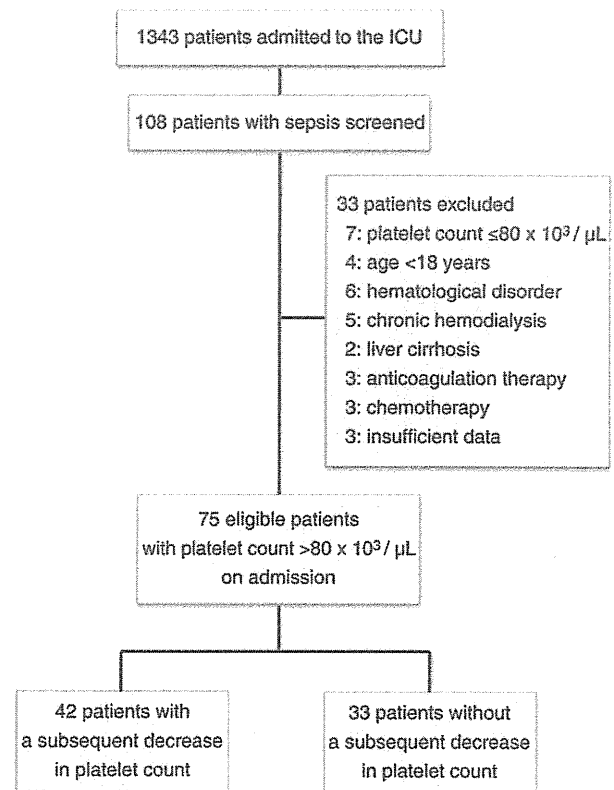 1343 patients admitted to the ICU
108 patients with sepsis screened
33 patients excluded
7: platelet count ≤80 x 10³/ μL
4: age <18 years
6: hematological disorder
5: chronic hemodialysis
2: liver cirrhosis
3: anticoagulation therapy
3: chemotherapy
3: insufficient data
75 eligible patients
with platelet count >80 x 10³/ μL
on admission
42 patients with
a subsequent decrease
in platelet count
33 patients without
a subsequent decrease
in platelet count